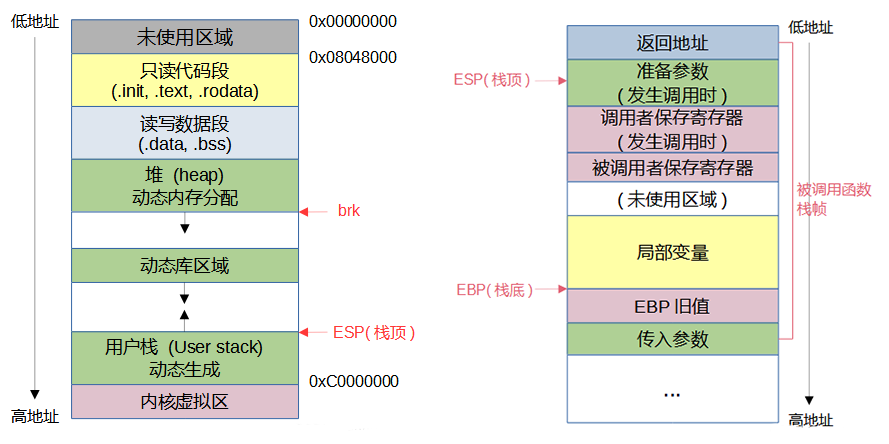 低地址
未使用区域
0x00000000
0x08048000
只读代码段
(.init, .text, .rodata)
读写数据段
(.data, .bss)
堆 (heap)
动态内存分配
brk
动态库区域
ESP(栈顶)
用户栈 (User stack)
动态生成
0xC0000000
内核虚拟区
高地址
返回地址
低地址
ESP(栈顶)
准备参数
(发生调用时)
调用者保存寄存器
(发生调用时)
被调用者保存寄存器
(未使用区域)
被调用函数
栈帧
局部变量
EBP(栈底)
EBP 旧值
传入参数
...
高地址